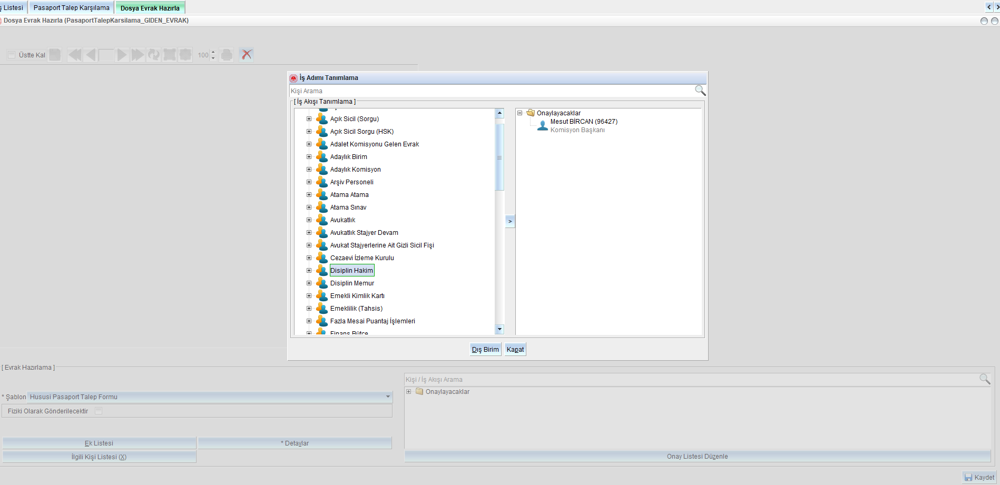 ş Listesi
Pasaport Talep Karşılama
Dosya Evrak Hazırla
Dosya Evrak Hazırla (PasaportTalepKarsilama_GIDEN_EVRAK)
Üstte Kal
100
İş Adımı Tanımlama
Kişi Arama
[ İş Akışı Tanımlama ]
Açık Sicil (Sorgu)
Açık Sicil Sorgu (HSK)
Adalet Komisyonu Gelen Evrak
Adaylık Birim
Adaylık Komisyon
Arşiv Personeli
Atama Atama
Atama Sınav
Avukatlık
Avukatlık Stajyer Devam
Avukat Stajyerlerine Ait Gizli Sicil Fişi
Cezaevi İzleme Kurulu
Disiplin Hakim
Disiplin Memur
Emekli Kimlik Kartı
Emeklilik (Tahsis)
Fazla Mesai Puantaj İşlemleri
Finans Bütçe
>
Onaylayacaklar
Mesut BİRCAN (96427)
Komisyon Başkanı
Dış Birim
Kapat
[ Evrak Hazırlama ]
* Şablon
Hususi Pasaport Talep Formu
Fiziki Olarak Gönderilecektir
Ek Listesi
* Detaylar
İlgili Kişi Listesi (X)
Kişi / İş Akışı Arama
Onaylayacaklar
Onay Listesi Düzenle
Kaydet